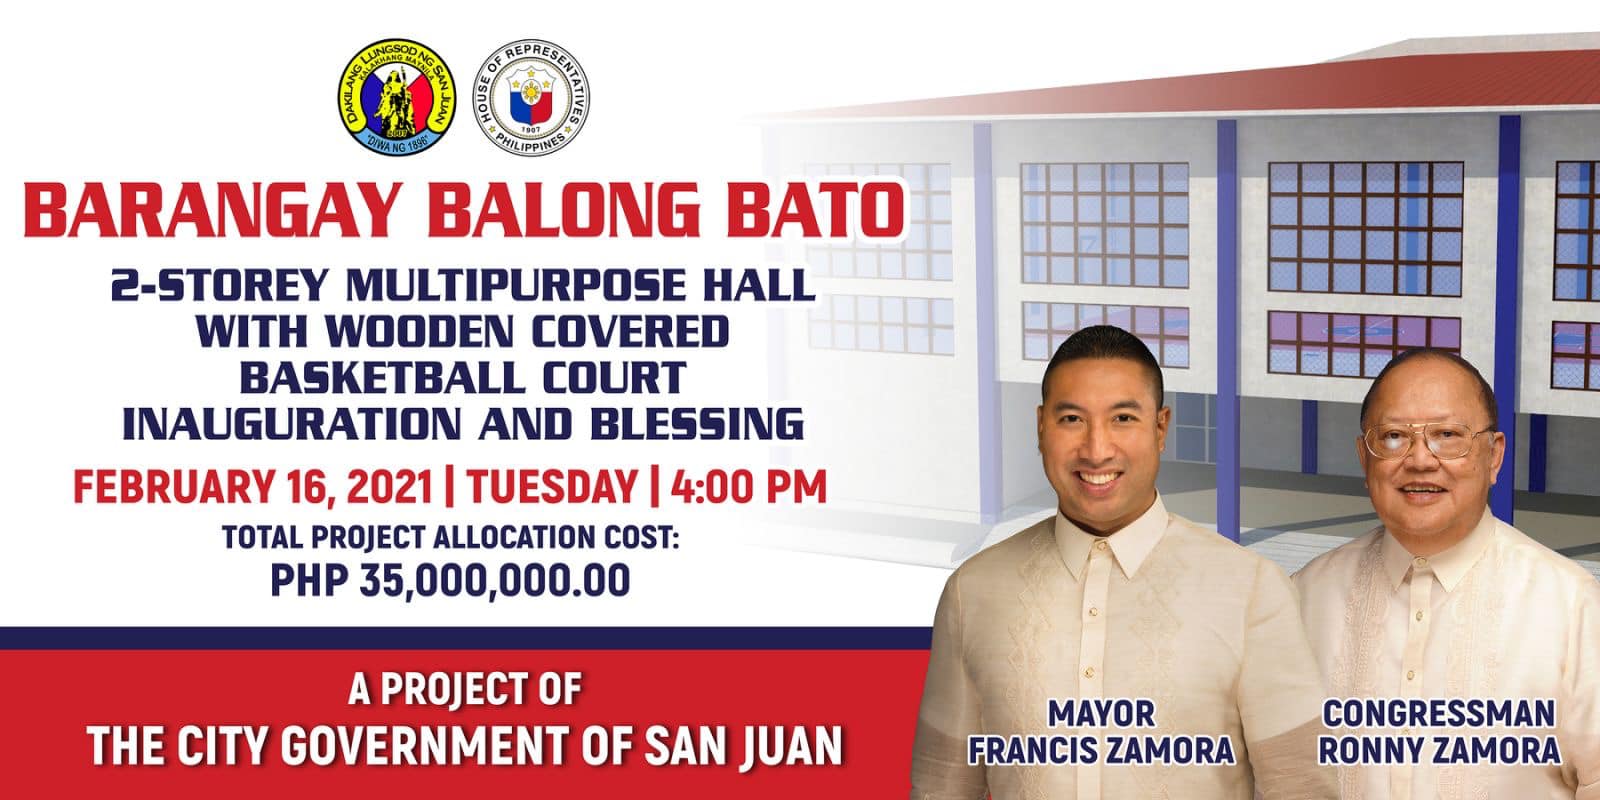 DAKILANG LUNGSOD NG SAN JUAN
KALAKHANG MAYNILA
2007
"DIWA NG 1896"
HOUSE OF REPRESENTATIVES
1907
PHILIPPINES
BARANGAY BALONG BATO
2-STOREY MULTIPURPOSE HALL
WITH WOODEN COVERED
BASKETBALL COURT
INAUGURATION AND BLESSING
FEBRUARY 16, 2021 | TUESDAY | 4:00 PM
TOTAL PROJECT ALLOCATION COST:
PHP 35,000,000.00
A PROJECT OF
THE CITY GOVERNMENT OF SAN JUAN
MAYOR
FRANCIS ZAMORA
CONGRESSMAN
RONNY ZAMORA